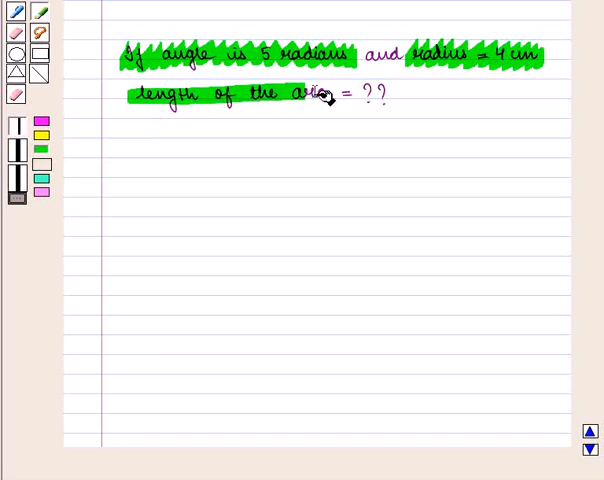 If angle is 5 radians and radius = 4 cm
length of the arc = ??